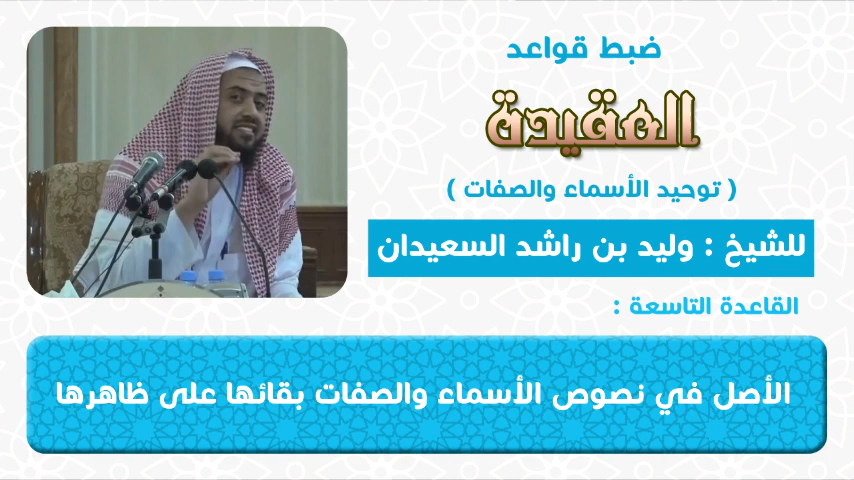 ضبط قواعد
العقيدة
( توحيد الأسماء والصفات )
للشيخ : وليد بن راشد السعيدان
القاعدة التاسعة :
الأصل في نصوص الأسماء والصفات بقائها على ظاهرها